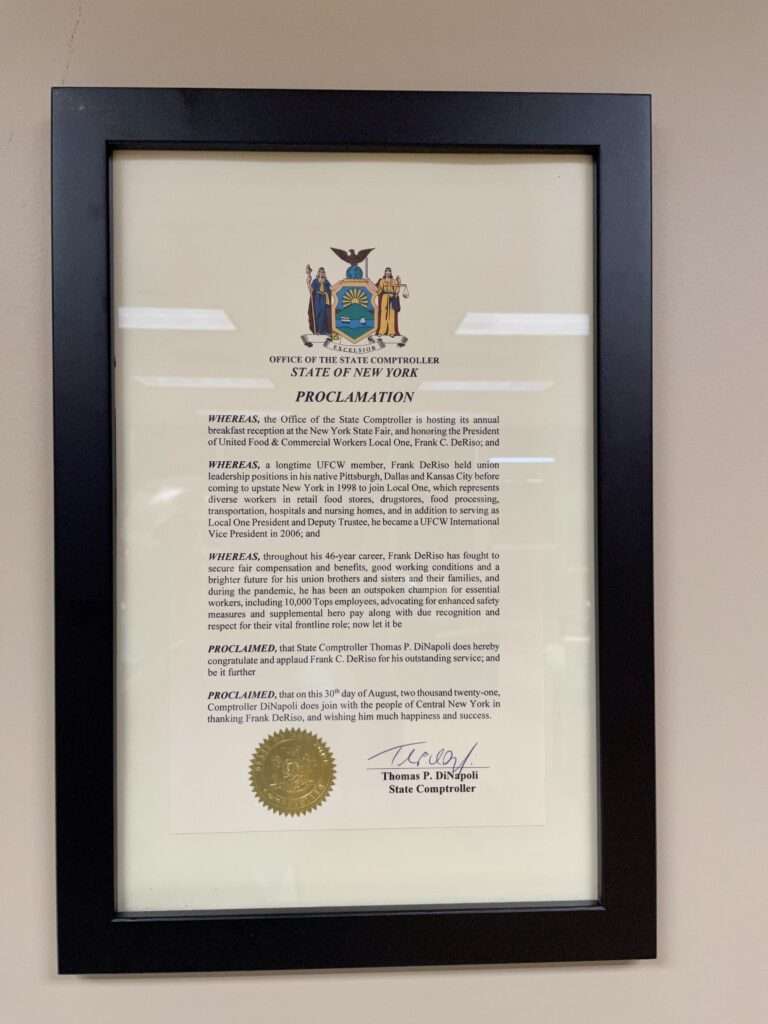 EXCELSIOR
OFFICE OF THE STATE COMPTROLLER
STATE OF NEW YORK
PROCLAMATION
WHEREAS, the Office of the State Comptroller is hosting its annual
breakfast reception at the New York State Fair, and honoring the President
of United Food & Commercial Workers Local One, Frank C. DeRiso; and
WHEREAS, a longtime UFCW member, Frank DeRiso held union
leadership positions in his native Pittsburgh, Dallas and Kansas City before
coming to upstate New York in 1998 to join Local One, which represents
diverse workers in retail food stores, drugstores, food processing,
transportation, hospitals and nursing homes, and in addition to serving as
Local One President and Deputy Trustee, he became a UFCW International
Vice President in 2006; and
WHEREAS, throughout his 46-year career, Frank DeRiso has fought to
secure fair compensation and benefits, good working conditions and a
brighter future for his union brothers and sisters and their families, and
during the pandemic, he has been an outspoken champion for essential
workers, including 10,000 Tops employees, advocating for enhanced safety
measures and supplemental hero pay along with due recognition and
respect for their vital frontline role; now let it be
PROCLAIMED, that State Comptroller Thomas P. DiNapoli does hereby
congratulate and applaud Frank C. DeRiso for his outstanding service; and
be it further
PROCLAIMED, that on this 30th day of August, two thousand twenty-one,
Comptroller DiNapoli does join with the people of Central New York in
thanking Frank DeRiso, and wishing him much happiness and success.
Thomas P. DiNapoli
State Comptroller